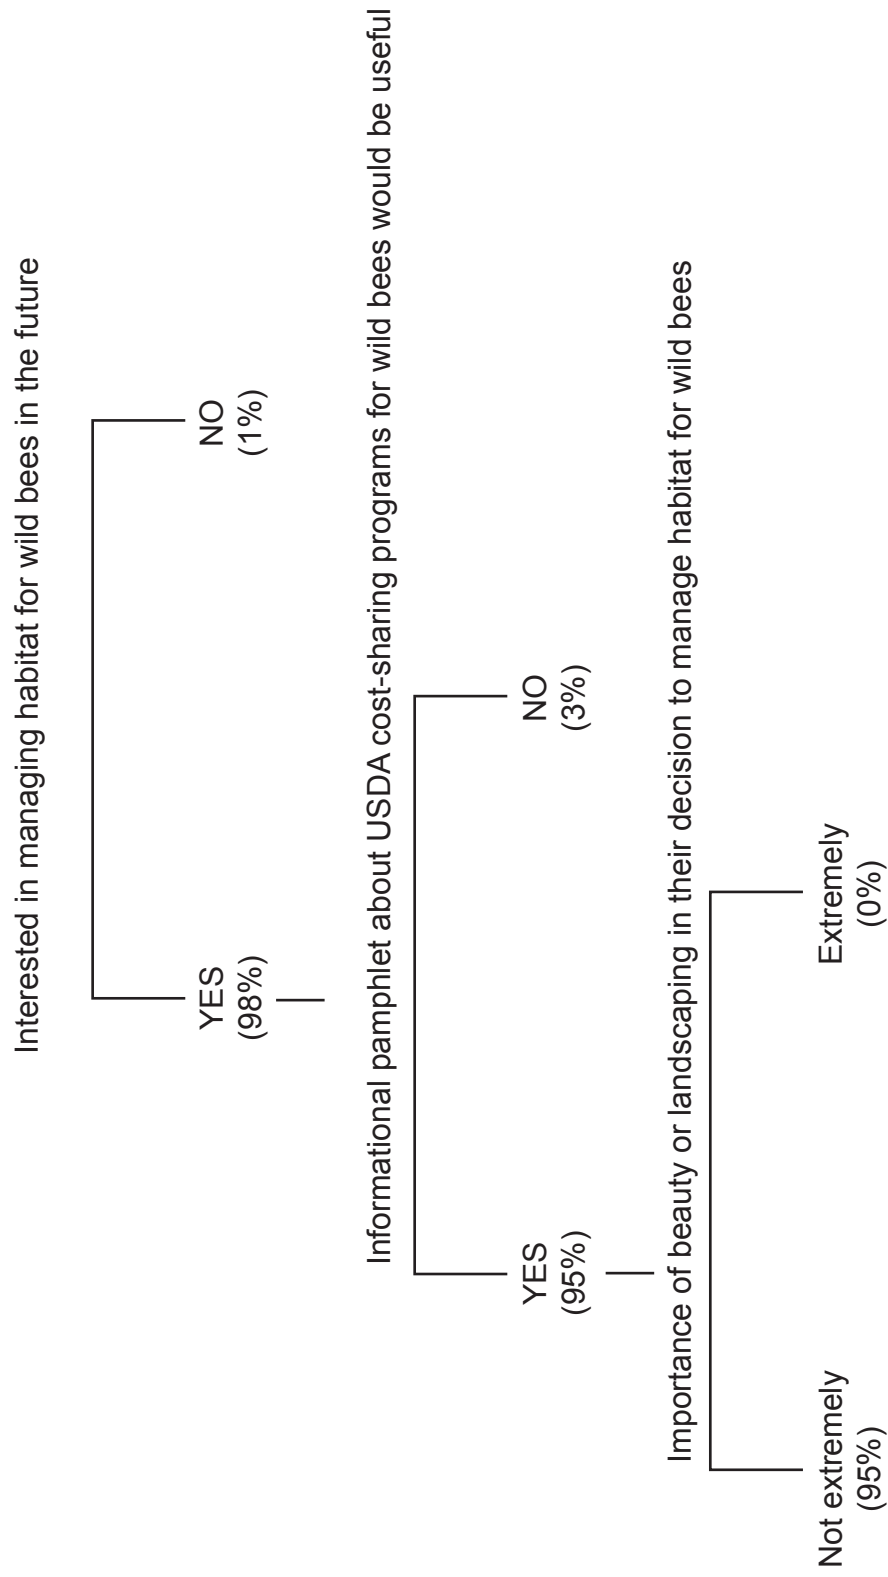 Interested in managing habitat for wild bees in the future
YES
(98%)
NO
(1%)
Informational pamphlet about USDA cost-sharing programs for wild bees would be useful
YES
(95%)
NO
(3%)
Importance of beauty or landscaping in their decision to manage habitat for wild bees
Not extremely
(95%)
Extremely
(0%)